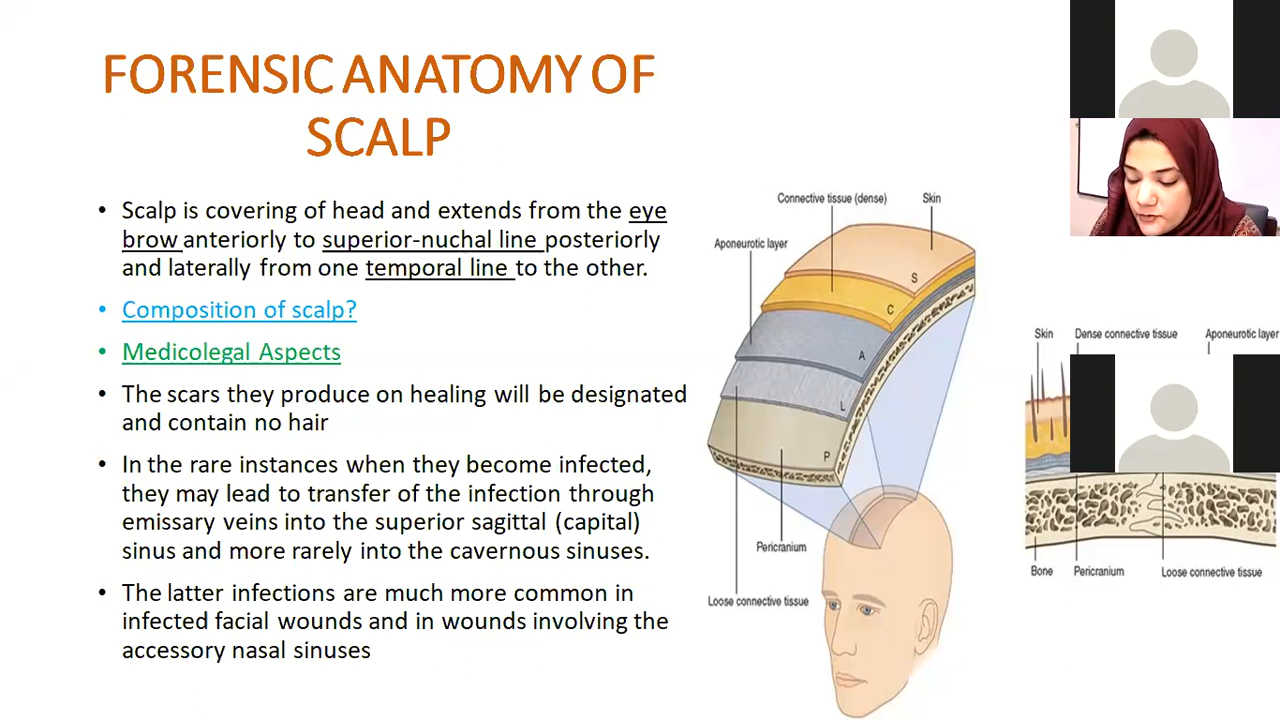 FORENSIC ANATOMY OF
SCALP
• Scalp is covering of head and extends from the eye
brow anteriorly to superior-nuchal line posteriorly
and laterally from one temporal line to the other.
• Composition of scalp?
• Medicolegal Aspects
• The scars they produce on healing will be designated
and contain no hair
• In the rare instances when they become infected,
they may lead to transfer of the infection through
emissary veins into the superior sagittal (capital)
sinus and more rarely into the cavernous sinuses.
• The latter infections are much more common in
infected facial wounds and in wounds involving the
accessory nasal sinuses
Connective tissue (dense)
Skin
Aponeurotic layer
S
C
A
L
P
Pericranium
Loose connective tissue
Skin
Dense connective tissue
Aponeurotic layer
Bone
Pericranium
Loose connective tissue